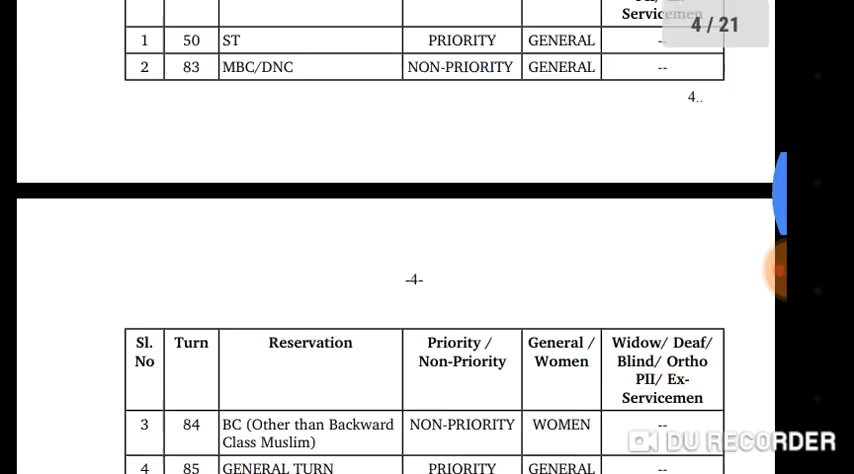 Servicemen
4 / 21
1 50 ST PRIORITY GENERAL --
2 83 MBC/DNC NON-PRIORITY GENERAL --
4..
-4-
Sl. No Turn Reservation Priority / Non-Priority General / Women Widow/ Deaf/ Blind/ Ortho PII/ Ex- Servicemen
3 84 BC (Other than Backward Class Muslim) NON-PRIORITY WOMEN --
4 85 GENERAL TURN PRIORITY GENERAL --
DU RECORDER